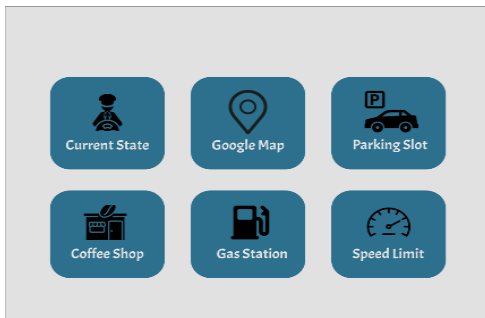 P
Current State
Google Map
Parking Slot
Coffee Shop
Gas Station
Speed Limit